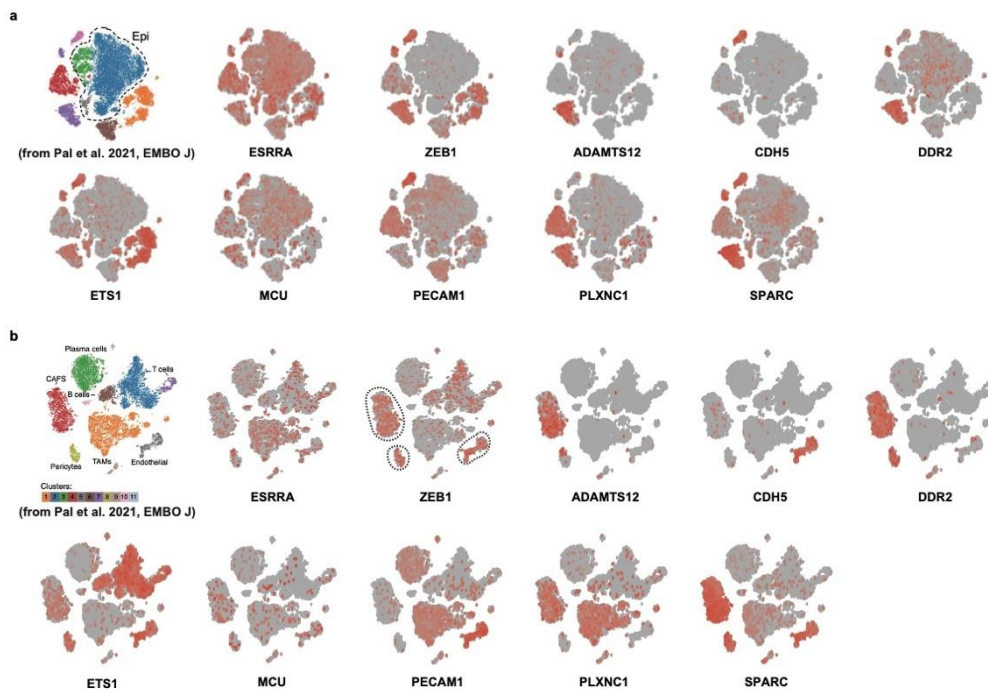 a
Epi
(from Pal et al. 2021, EMBO J)
ESRRA
ZEB1
ADAMTS12
CDH5
DDR2
ETS1
MCU
PECAM1
PLXNC1
SPARC
b
Plasma cells
T cells
CAFS
B cells
TAMs
Pericytes
Endothelial
Clusters:
1 2 3 4 5 6 7 8 9 10 11
(from Pal et al. 2021, EMBO J)
ESRRA
ZEB1
ADAMTS12
CDH5
DDR2
ETS1
MCU
PECAM1
PLXNC1
SPARC